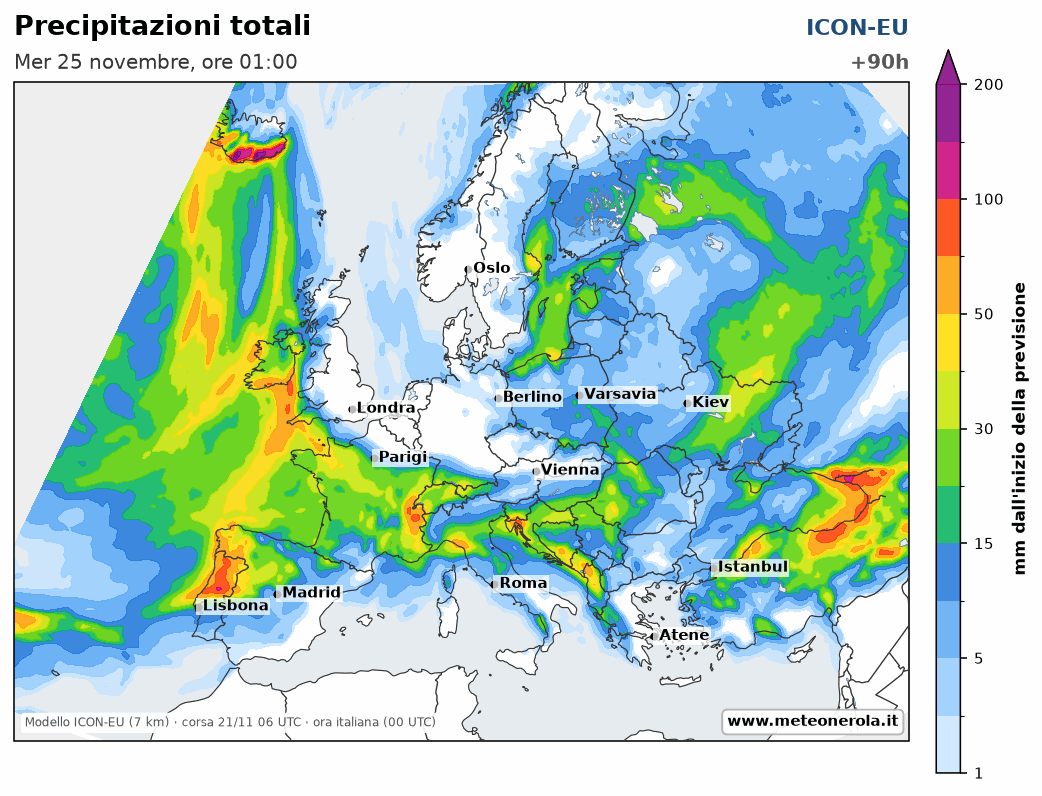 Precipitazioni totali
ICON-EU
Mer 25 novembre, ore 01:00
+90h
200
100
50
30
15
5
1
mm dall'inizio della previsione
Oslo
Londra
Berlino
Varsavia
Kiev
Parigi
Vienna
Istanbul
Roma
Madrid
Lisbona
Atene
Modello ICON-EU (7 km) · corsa 21/11 06 UTC · ora italiana (00 UTC)
www.meteonerola.it